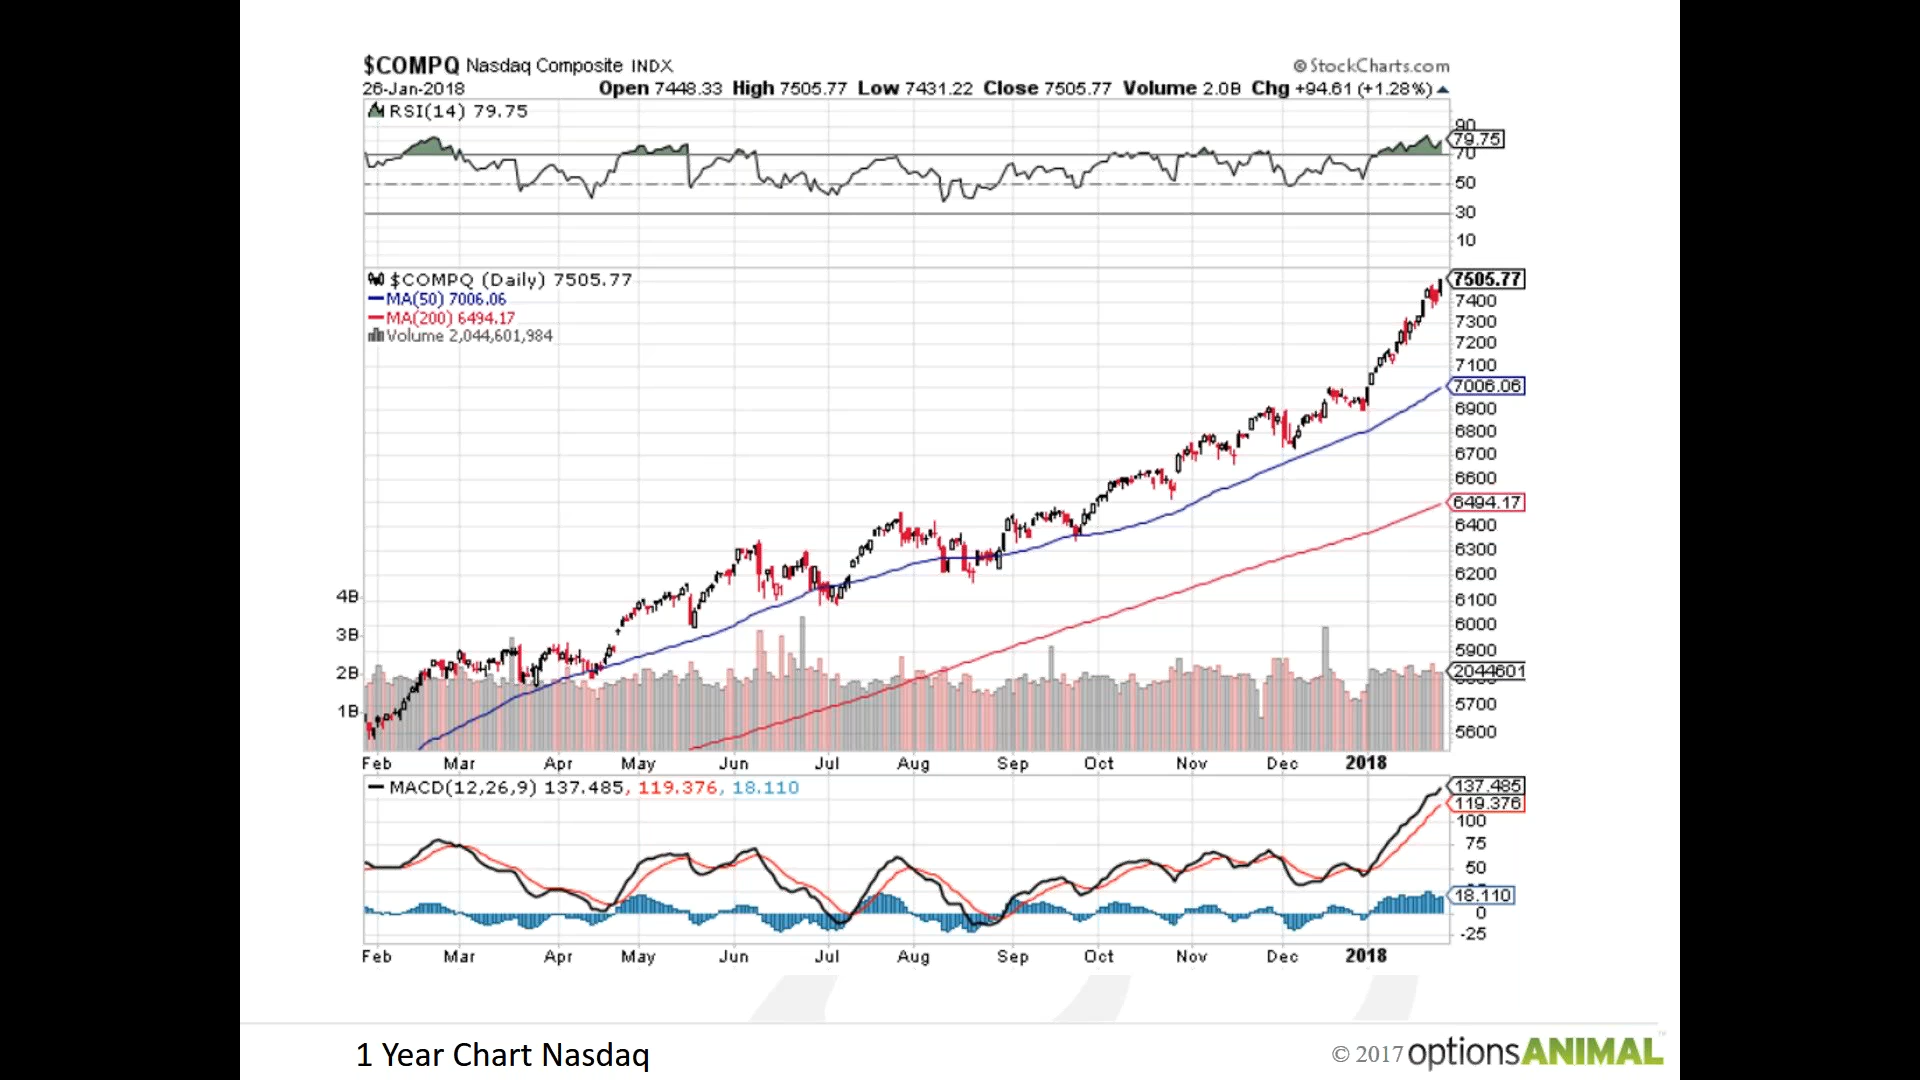 $COMPQ Nasdaq Composite INDX
© StockCharts.com
26-Jan-2018
Open 7448.33 High 7505.77 Low 7431.22 Close 7505.77 Volume 2.0B Chg +94.61 (+1.28%)
RSI(14) 79.75
90
79.75
70
50
30
10
$COMPQ (Daily) 7505.77
MA(50) 7006.06
MA(200) 6494.17
Volume 2,044,601,984
7505.77
7400
7300
7200
7100
7006.06
6900
6800
6700
6600
6494.17
6400
6300
6200
6100
6000
5900
2044601
5700
5600
4B
3B
2B
1B
Feb Mar Apr May Jun Jul Aug Sep Oct Nov Dec 2018
MACD(12,26,9) 137.485, 119.376, 18.110
137.485
119.376
100
75
50
18.110
0
-25
Feb Mar Apr May Jun Jul Aug Sep Oct Nov Dec 2018
1 Year Chart Nasdaq
© 2017 optionsANIMAL